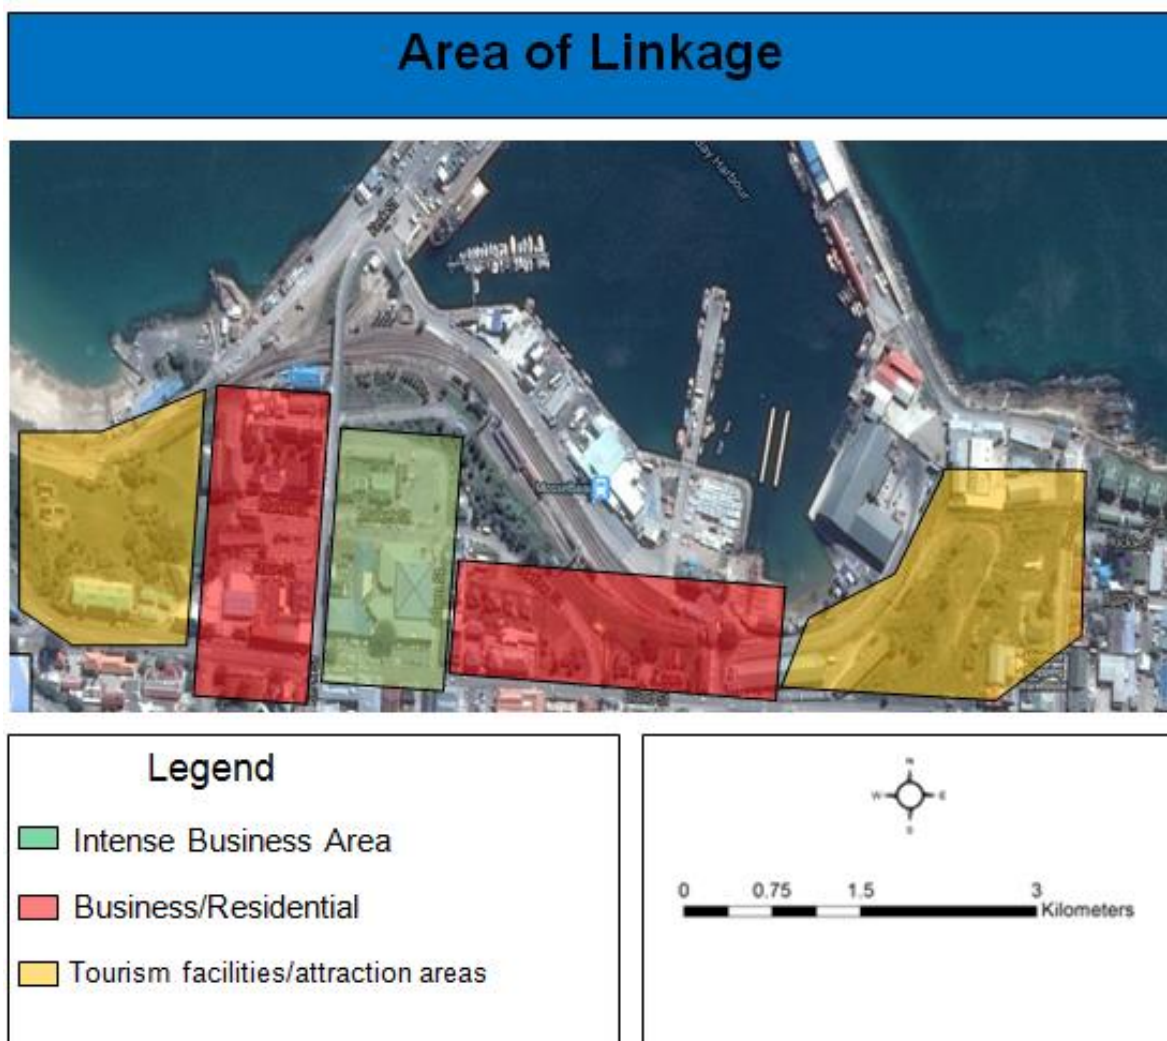 Area of Linkage
Legend
Intense Business Area
Business/Residential
Tourism facilities/attraction areas
N
W E
S
0 0.75 1.5 3
Kilometers